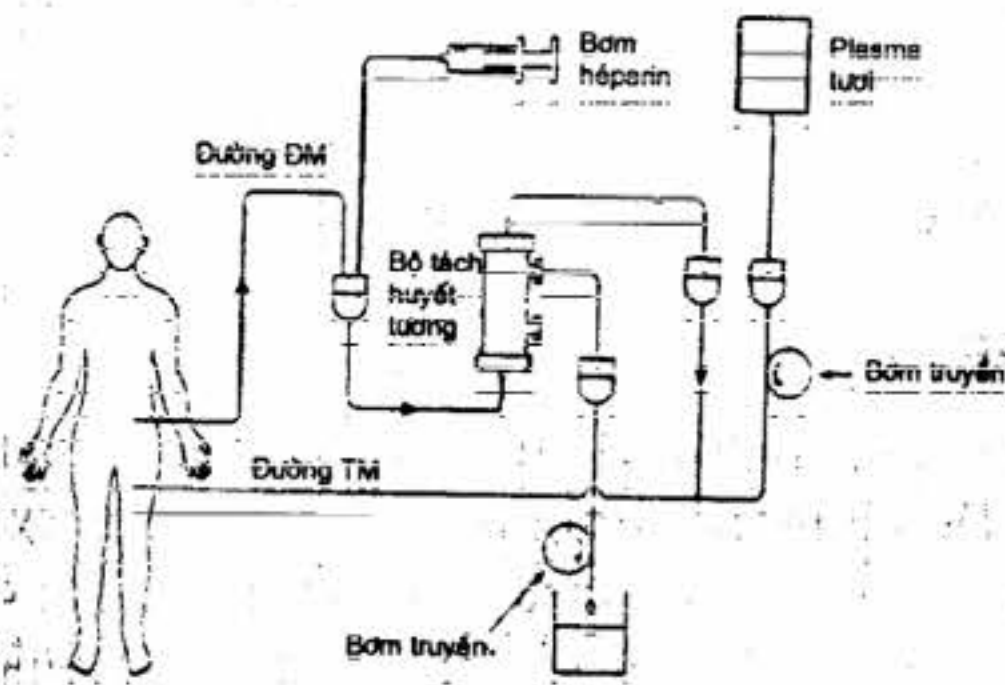 Bơm
héparin
Plasma
tươi
Đường ĐM
Bộ tách
huyết
tương
Bơm truyền
Đường TM
Bơm truyền.